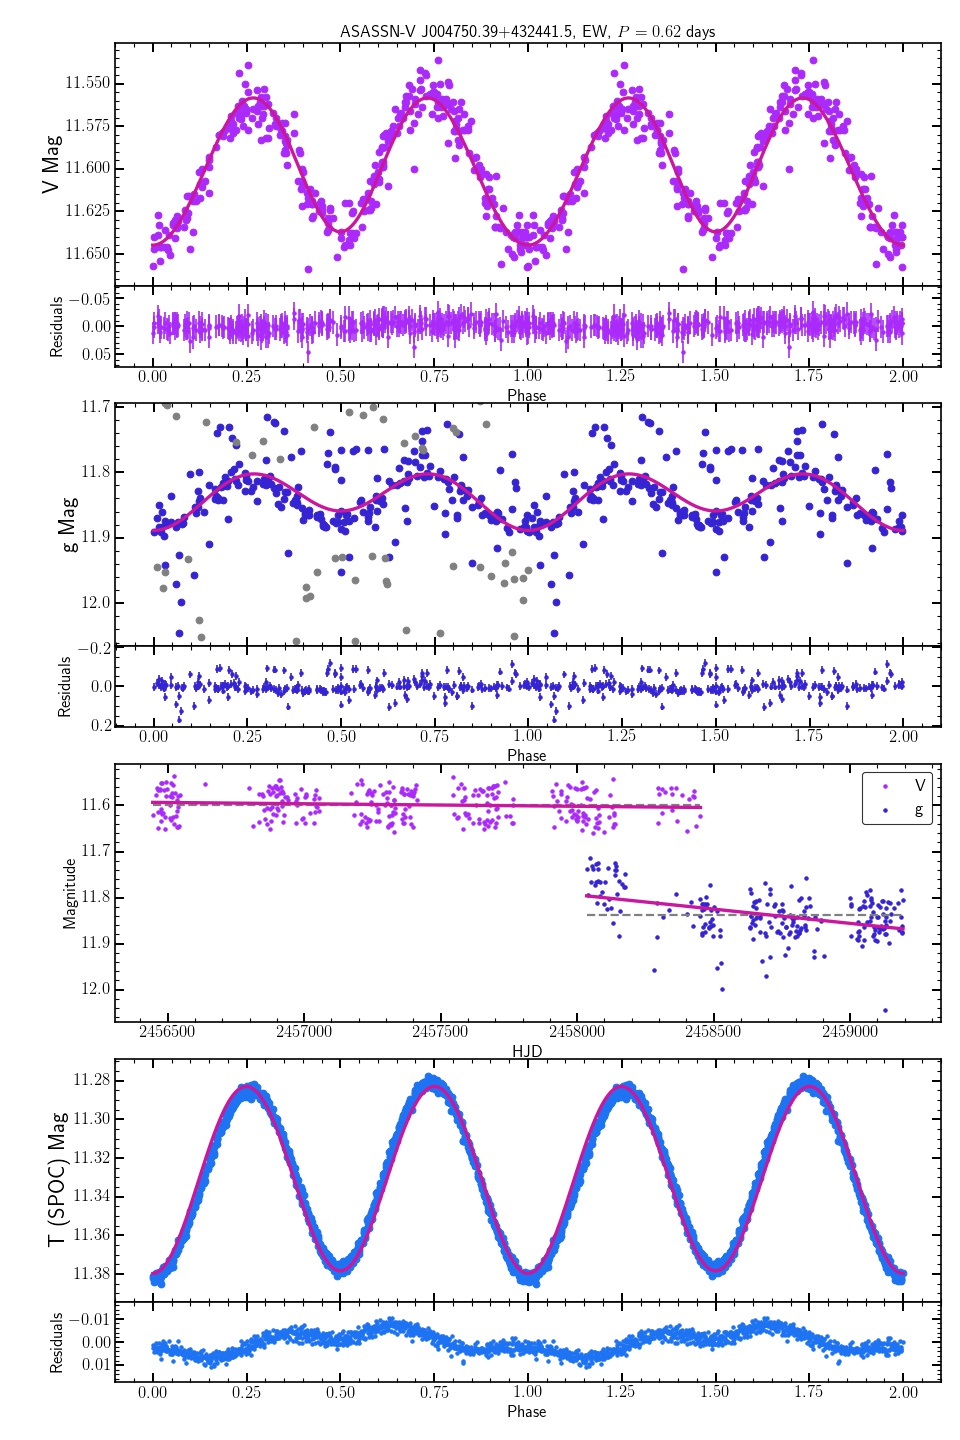 ASASSN-V J004750.39+432441.5, EW, P = 0.62 days
11.550
11.575
11.600
11.625
11.650
V Mag
−0.05
0.00
0.05
Residuals
0.00 0.25 0.50 0.75 1.00 1.25 1.50 1.75 2.00
Phase
11.7
11.8
11.9
12.0
g Mag
−0.2
0.0
0.2
Residuals
0.00 0.25 0.50 0.75 1.00 1.25 1.50 1.75 2.00
Phase
11.6
11.7
11.8
11.9
12.0
Magnitude
V
g
2456500 2457000 2457500 2458000 2458500 2459000
HJD
11.28
11.30
11.32
11.34
11.36
11.38
T (SPOC) Mag
−0.01
0.00
0.01
Residuals
0.00 0.25 0.50 0.75 1.00 1.25 1.50 1.75 2.00
Phase